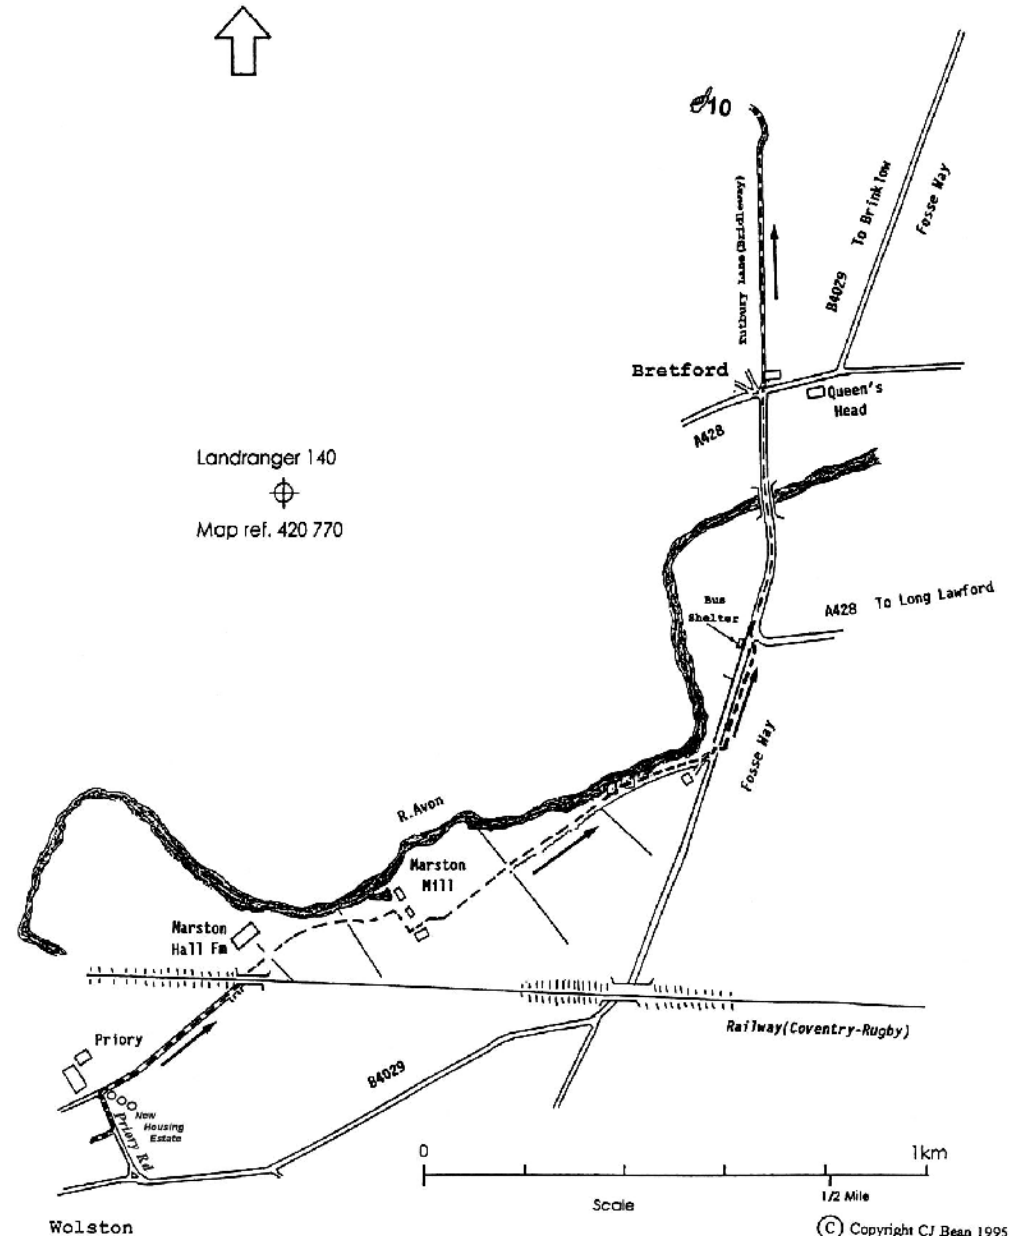 10
To Brinklow
Fosse Way
B4029
Tutbury Lane(Bridleway)
Bretford
Queen's
Head
A428
Landranger 140
Map ref. 420 770
Bus
Shelter
A428 To Long Lawford
Fosse Way
R.Avon
Marston
Mill
Marston
Hall Fm
Railway(Coventry-Rugby)
Priory
B4029
New
Housing
Estate
Priory Rd
0
1km
Scale
1/2 Mile
Wolston
© Copyright CJ Bean 1995